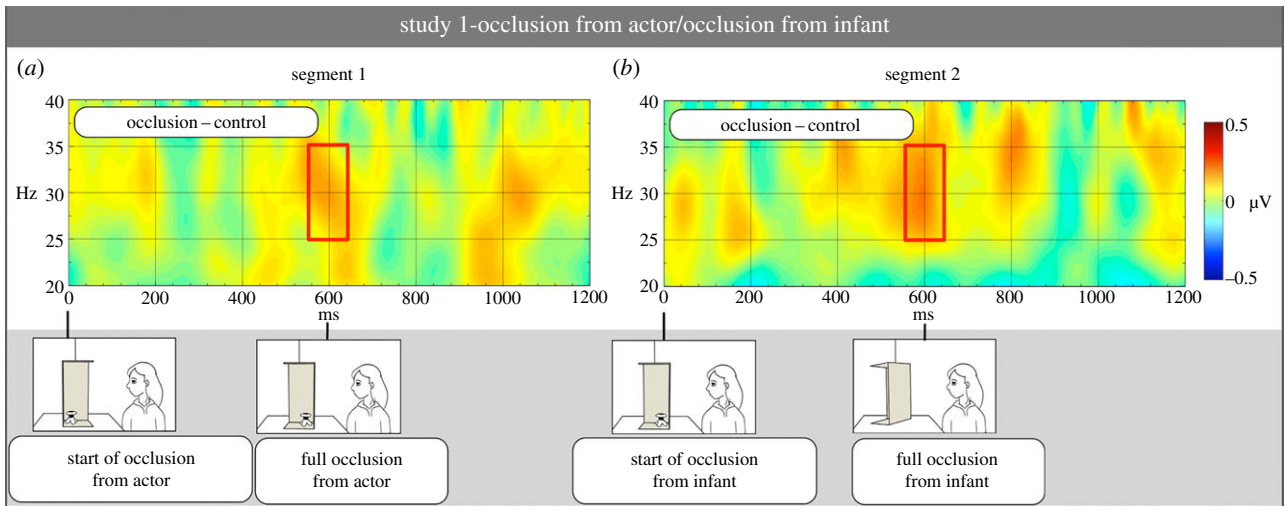 study 1-occlusion from actor/occlusion from infant
(a)
segment 1
occlusion – control
40
35
Hz 30
25
20
0 200 400 600 800 1000 1200
ms
(b)
segment 2
occlusion – control
40
35
Hz 30
25
20
0 200 400 600 800 1000 1200
ms
0.5
0 μV
–0.5
start of occlusion
from actor
full occlusion
from actor
start of occlusion
from infant
full occlusion
from infant